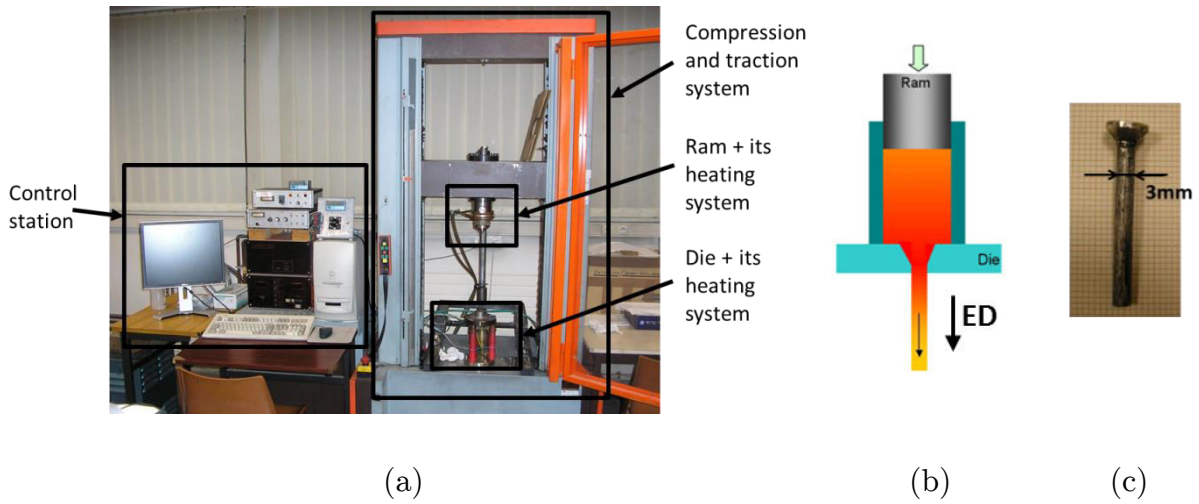 Control
station
Compression
and traction
system
Ram + its
heating
system
Die + its
heating
system
Ram
Die
ED
3mm
(a)
(b)
(c)